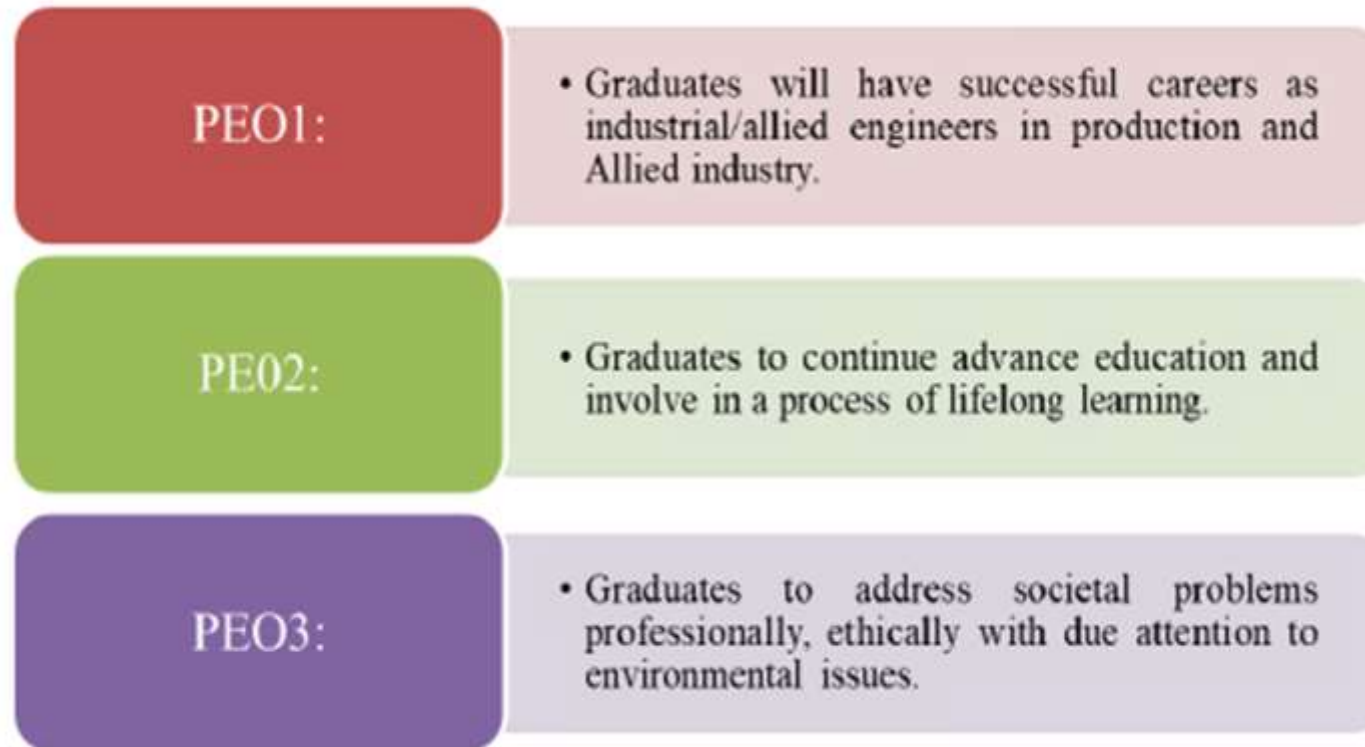 PEO1:
• Graduates will have successful careers as
industrial/allied engineers in production and
Allied industry.
PE02:
• Graduates to continue advance education and
involve in a process of lifelong learning.
PEO3:
• Graduates to address societal problems
professionally, ethically with due attention to
environmental issues.